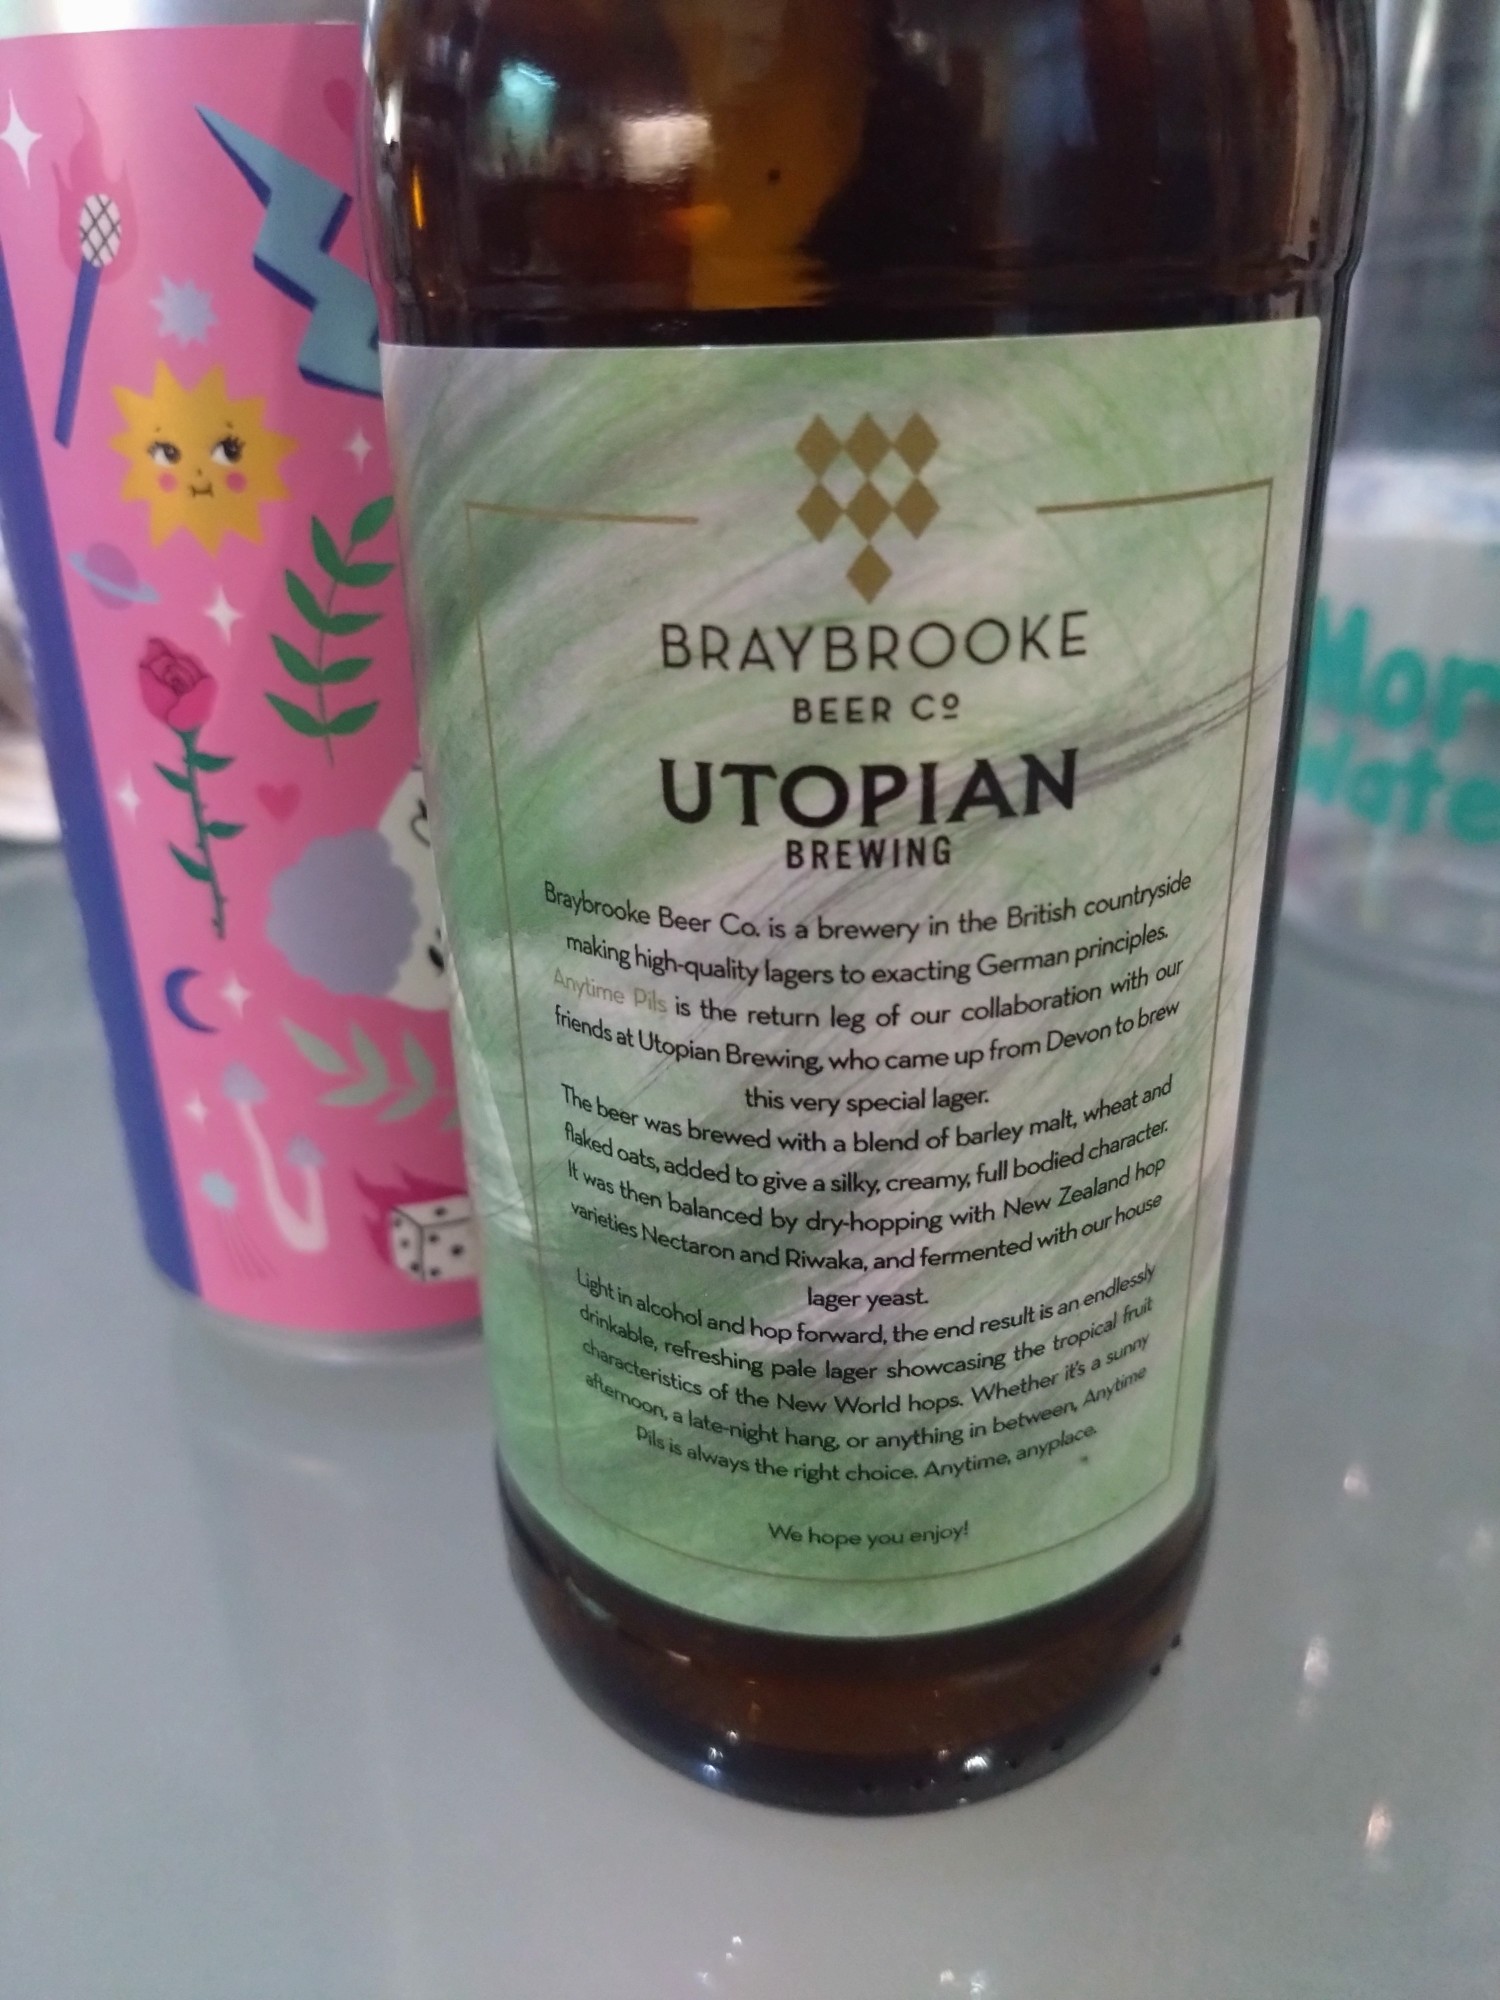 BRAYBROOKE
BEER Cº
UTOPIAN
BREWING
Braybrooke Beer Co. is a brewery in the British countryside
making high-quality lagers to exacting German principles.
Anytime Pils is the return leg of our collaboration with our
friends at Utopian Brewing, who came up from Devon to brew
this very special lager.
The beer was brewed with a blend of barley malt, wheat and
flaked oats, added to give a silky, creamy, full bodied character.
It was then balanced by dry-hopping with New Zealand hop
varieties Nectaron and Riwaka, and fermented with our house
lager yeast.
Light in alcohol and hop forward, the end result is an endlessly
drinkable, refreshing pale lager showcasing the tropical fruit
characteristics of the New World hops. Whether it's a sunny
afternoon, a late-night hang, or anything in between, Anytime
Pils is always the right choice. Anytime, anyplace.
We hope you enjoy!